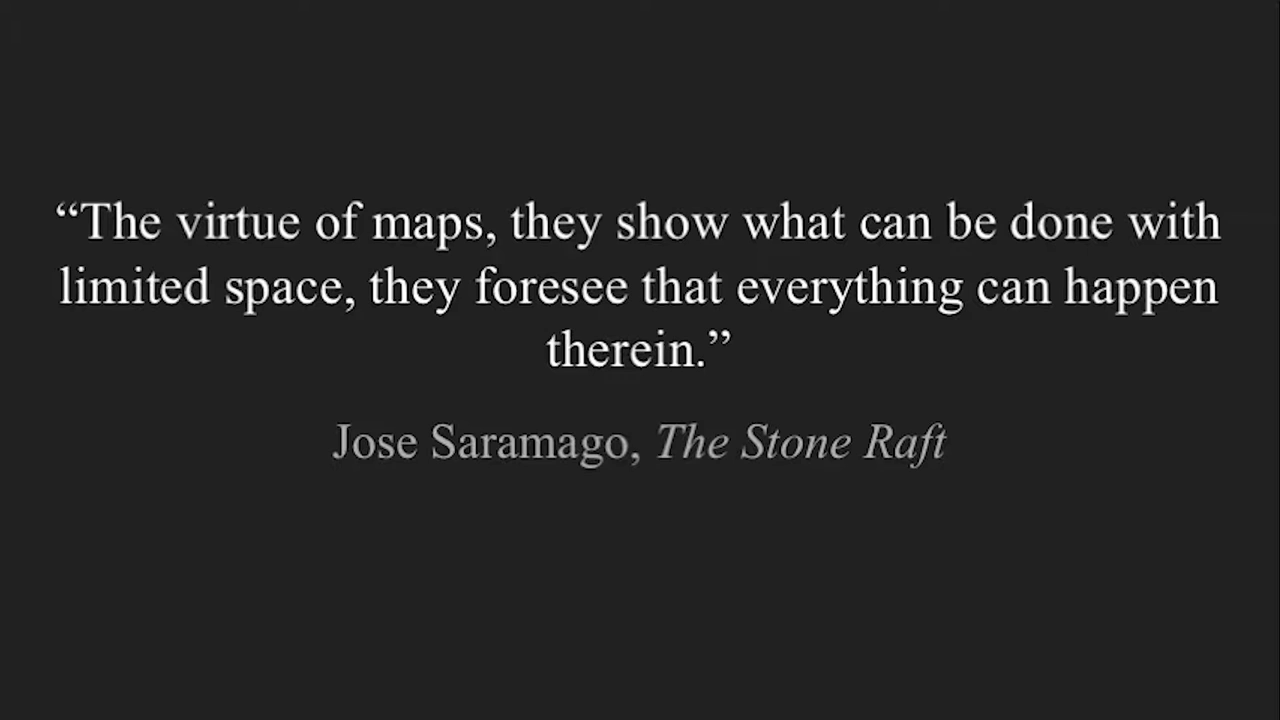 “The virtue of maps, they show what can be done with
limited space, they foresee that everything can happen
therein.”
Jose Saramago, The Stone Raft